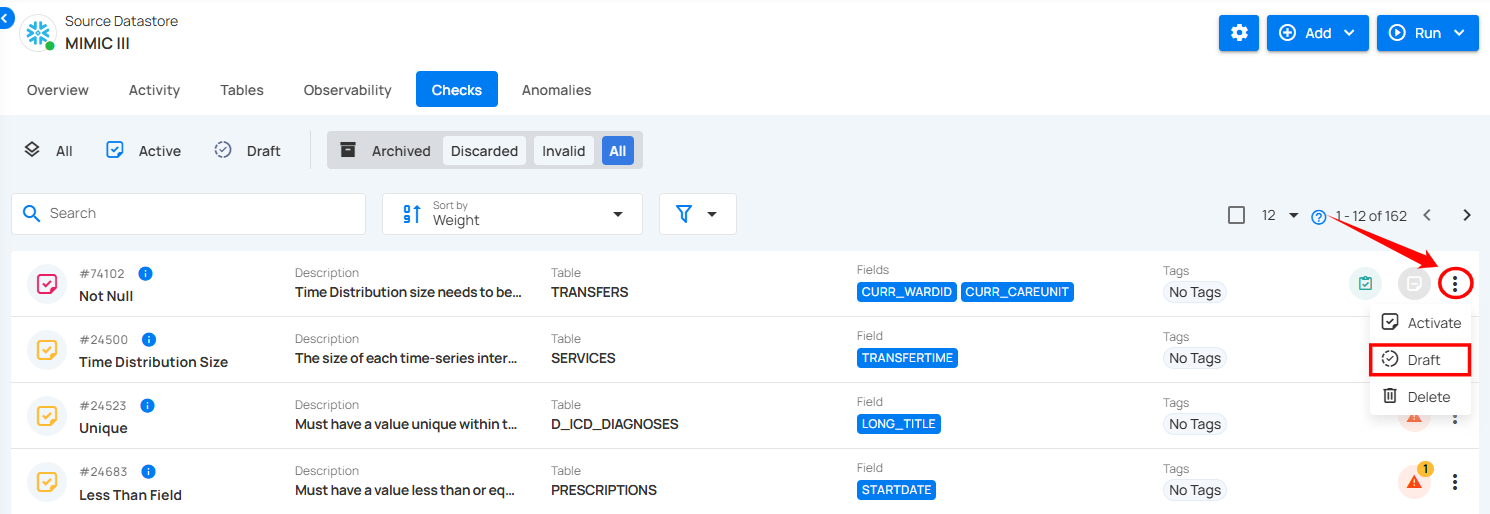 Source Datastore
MIMIC III
Add
Run
Overview Activity Tables Observability Checks Anomalies
All Active Draft Archived Discarded Invalid All
Search
Sort by
Weight
12 1 - 12 of 162
#74102 Description Table Fields Tags
Not Null Time Distribution size needs to be... TRANSFERS CURR_WARDID CURR_CAREUNIT No Tags
Activate
#24500 Description Table Field Tags
Time Distribution Size The size of each time-series inter... SERVICES TRANSFERTIME No Tags
Draft
Delete
#24523 Description Table Field Tags
Unique Must have a value unique within t... D_ICD_DIAGNOSES LONG_TITLE No Tags
#24683 Description Table Field Tags 1
Less Than Field Must have a value less than or eq... PRESCRIPTIONS STARTDATE No Tags